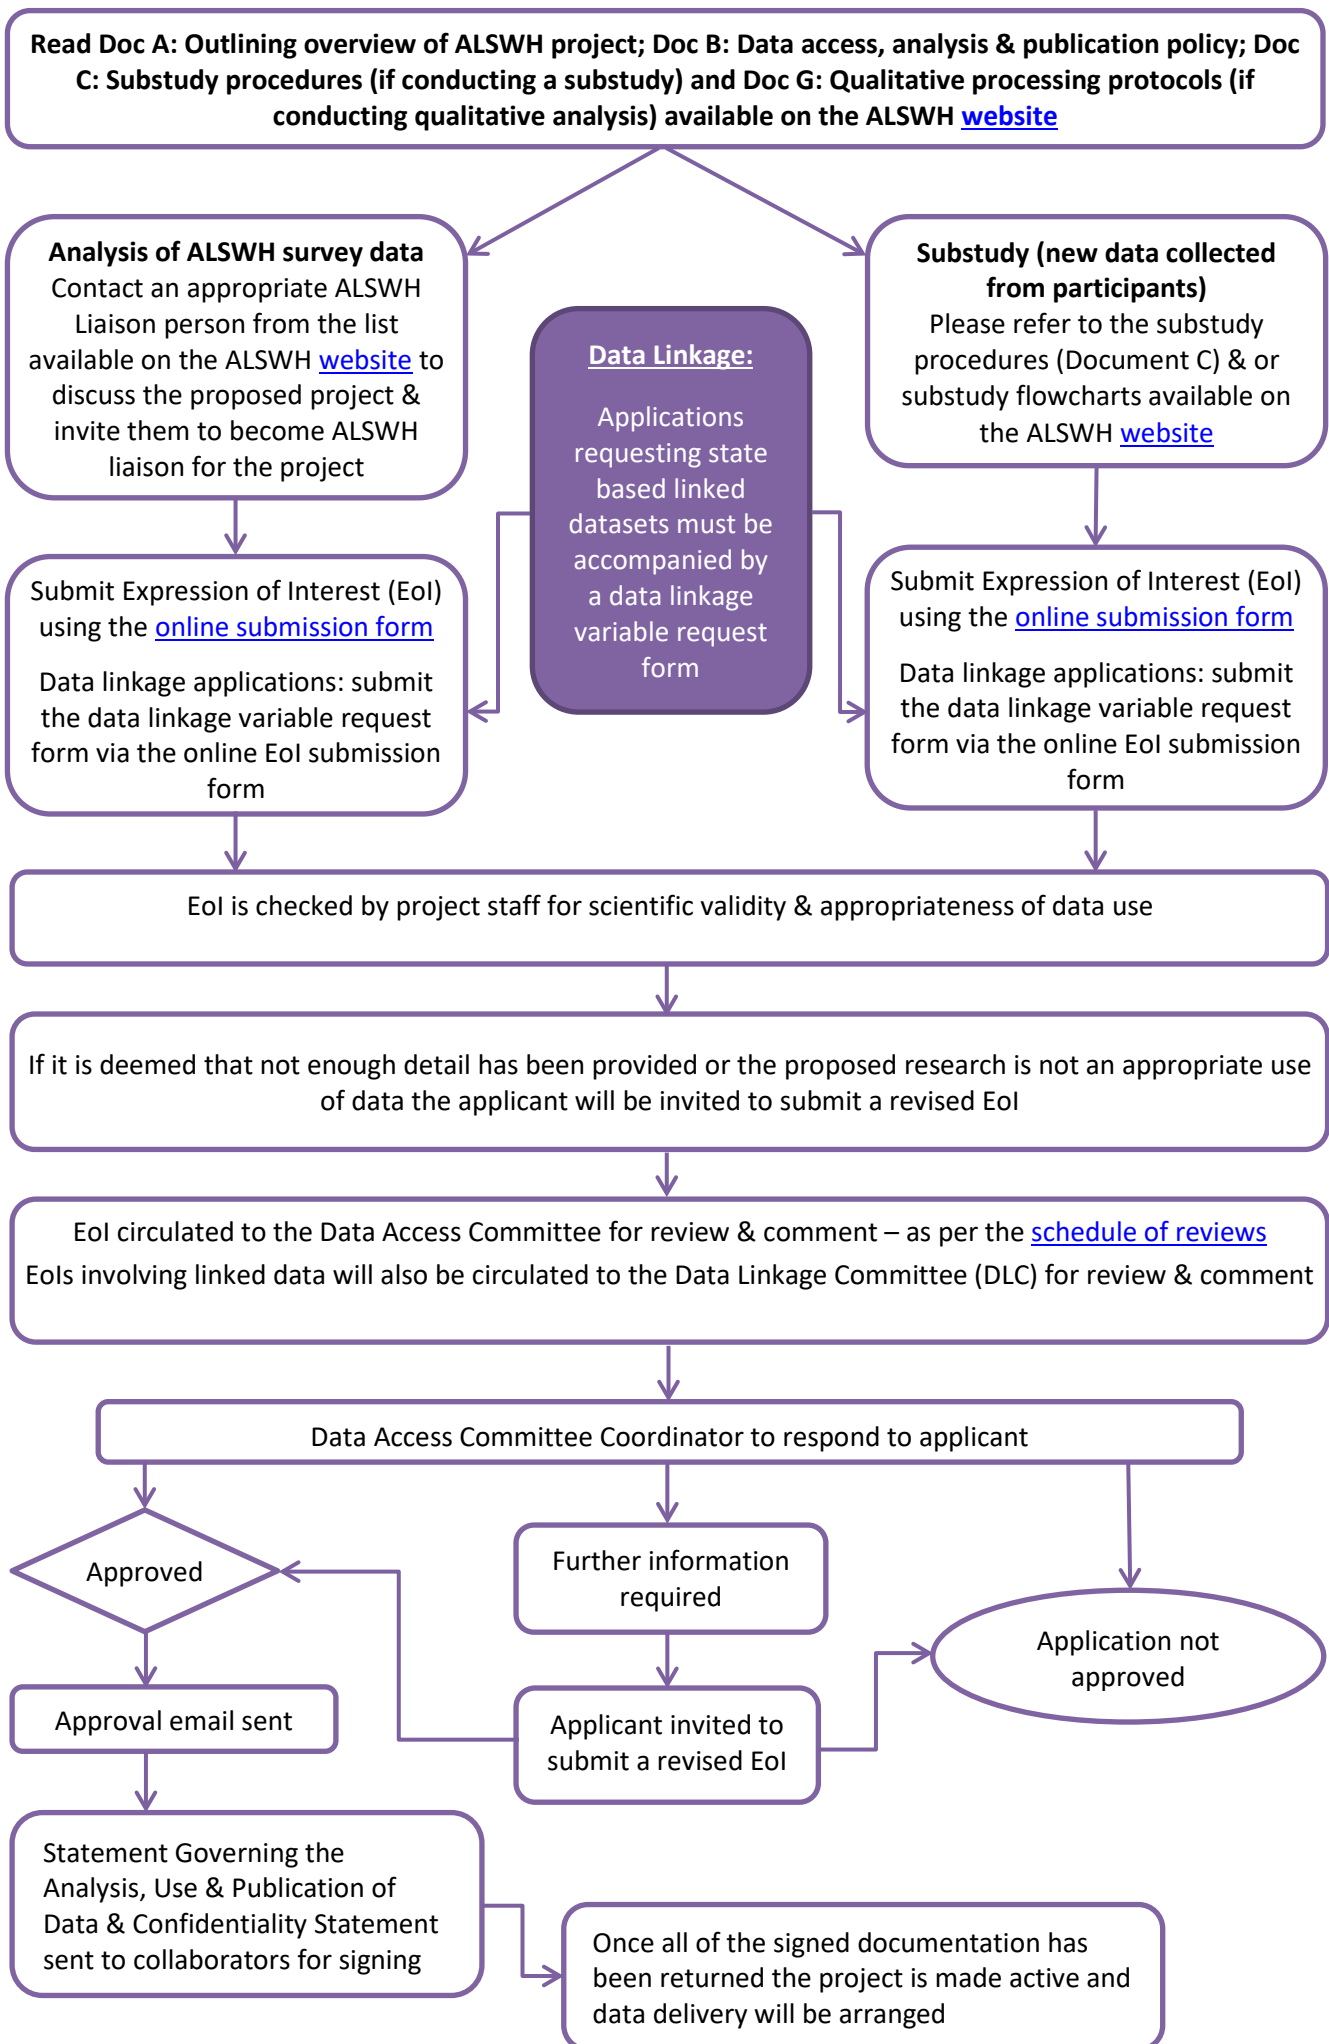 Read Doc A: Outlining overview of ALSWH project; Doc B: Data access, analysis & publication policy; Doc
C: Substudy procedures (if conducting a substudy) and Doc G: Qualitative processing protocols (if
conducting qualitative analysis) available on the ALSWH website
Analysis of ALSWH survey data
Contact an appropriate ALSWH
Liaison person from the list
available on the ALSWH website to
discuss the proposed project &
invite them to become ALSWH
liaison for the project
Data Linkage:
Applications
requesting state
based linked
datasets must be
accompanied by
a data linkage
variable request
form
Substudy (new data collected
from participants)
Please refer to the substudy
procedures (Document C) & or
substudy flowcharts available on
the ALSWH website
Submit Expression of Interest (EoI)
using the online submission form
Data linkage applications: submit
the data linkage variable request
form via the online EoI submission
form
Submit Expression of Interest (EoI)
using the online submission form
Data linkage applications: submit
the data linkage variable request
form via the online EoI submission
form
EoI is checked by project staff for scientific validity & appropriateness of data use
If it is deemed that not enough detail has been provided or the proposed research is not an appropriate use
of data the applicant will be invited to submit a revised EoI
EoI circulated to the Data Access Committee for review & comment – as per the schedule of reviews
EoIs involving linked data will also be circulated to the Data Linkage Committee (DLC) for review & comment
Data Access Committee Coordinator to respond to applicant
Approved
Further information
required
Application not
approved
Approval email sent
Applicant invited to
submit a revised EoI
Statement Governing the
Analysis, Use & Publication of
Data & Confidentiality Statement
sent to collaborators for signing
Once all of the signed documentation has
been returned the project is made active and
data delivery will be arranged